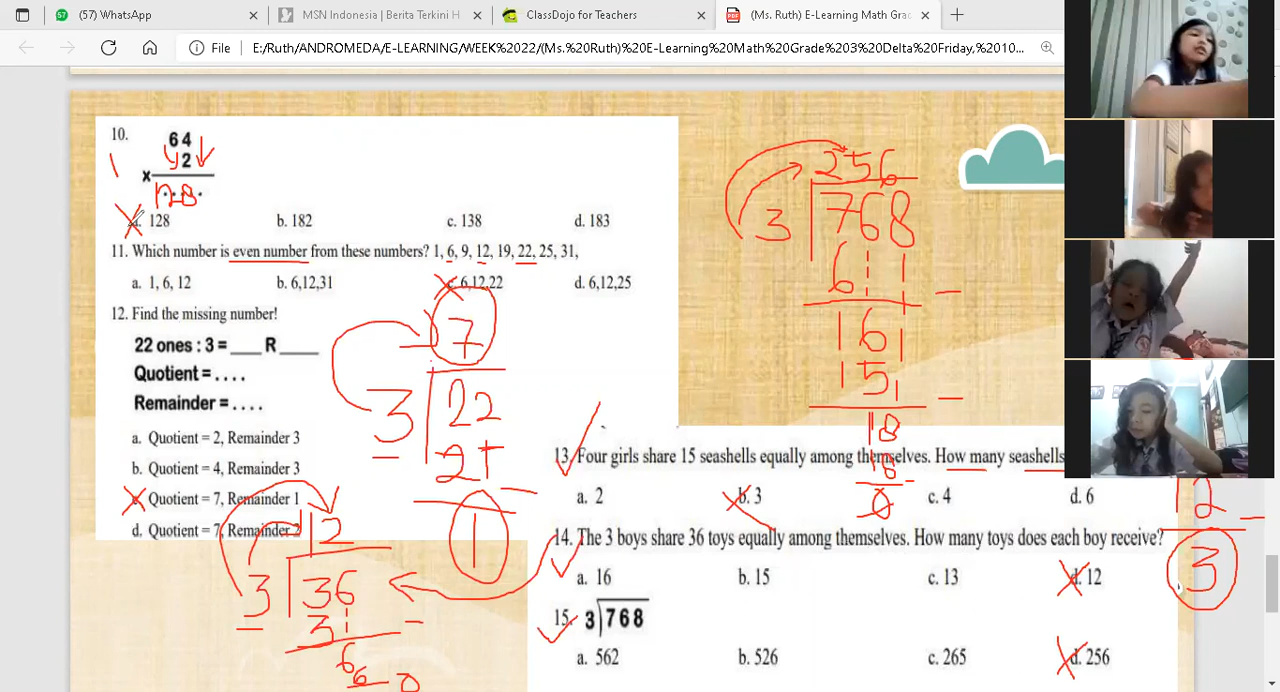 (57) WhatsApp
MSN Indonesia | Berita Terkini H
ClassDojo for Teachers
(Ms. Ruth) E-Learning Math Grad
File
E:/Ruth/ANDROMEDA/E-LEARNING/WEEK%2022/(Ms.%20Ruth)%20E-Learning%20Math%20Grade%203%20Delta%20Friday,%2010...
10.
64
2
x
128
a. 128 b. 182 c. 138 d. 183
11. Which number is even number from these numbers? 1, 6, 9, 12, 19, 22, 25, 31,
a. 1, 6, 12 b. 6,12,31 c. 6,12,22 d. 6,12,25
12. Find the missing number!
22 ones : 3 = ____ R _____
Quotient = . . . .
Remainder = . . . .
a. Quotient = 2, Remainder 3
b. Quotient = 4, Remainder 3
c. Quotient = 7, Remainder 1
d. Quotient = 7, Remainder 2
7
3 22
21 -
1
12
3 36
3 -
6
6
0
256
3 768
6 -
16
15 -
18
18 -
0
13. Four girls share 15 seashells equally among themselves. How many seashells
a. 2 b. 3 c. 4 d. 6
12 -
3
14. The 3 boys share 36 toys equally among themselves. How many toys does each boy receive?
a. 16 b. 15 c. 13 d. 12
15. 3 768
a. 562 b. 526 c. 265 d. 256